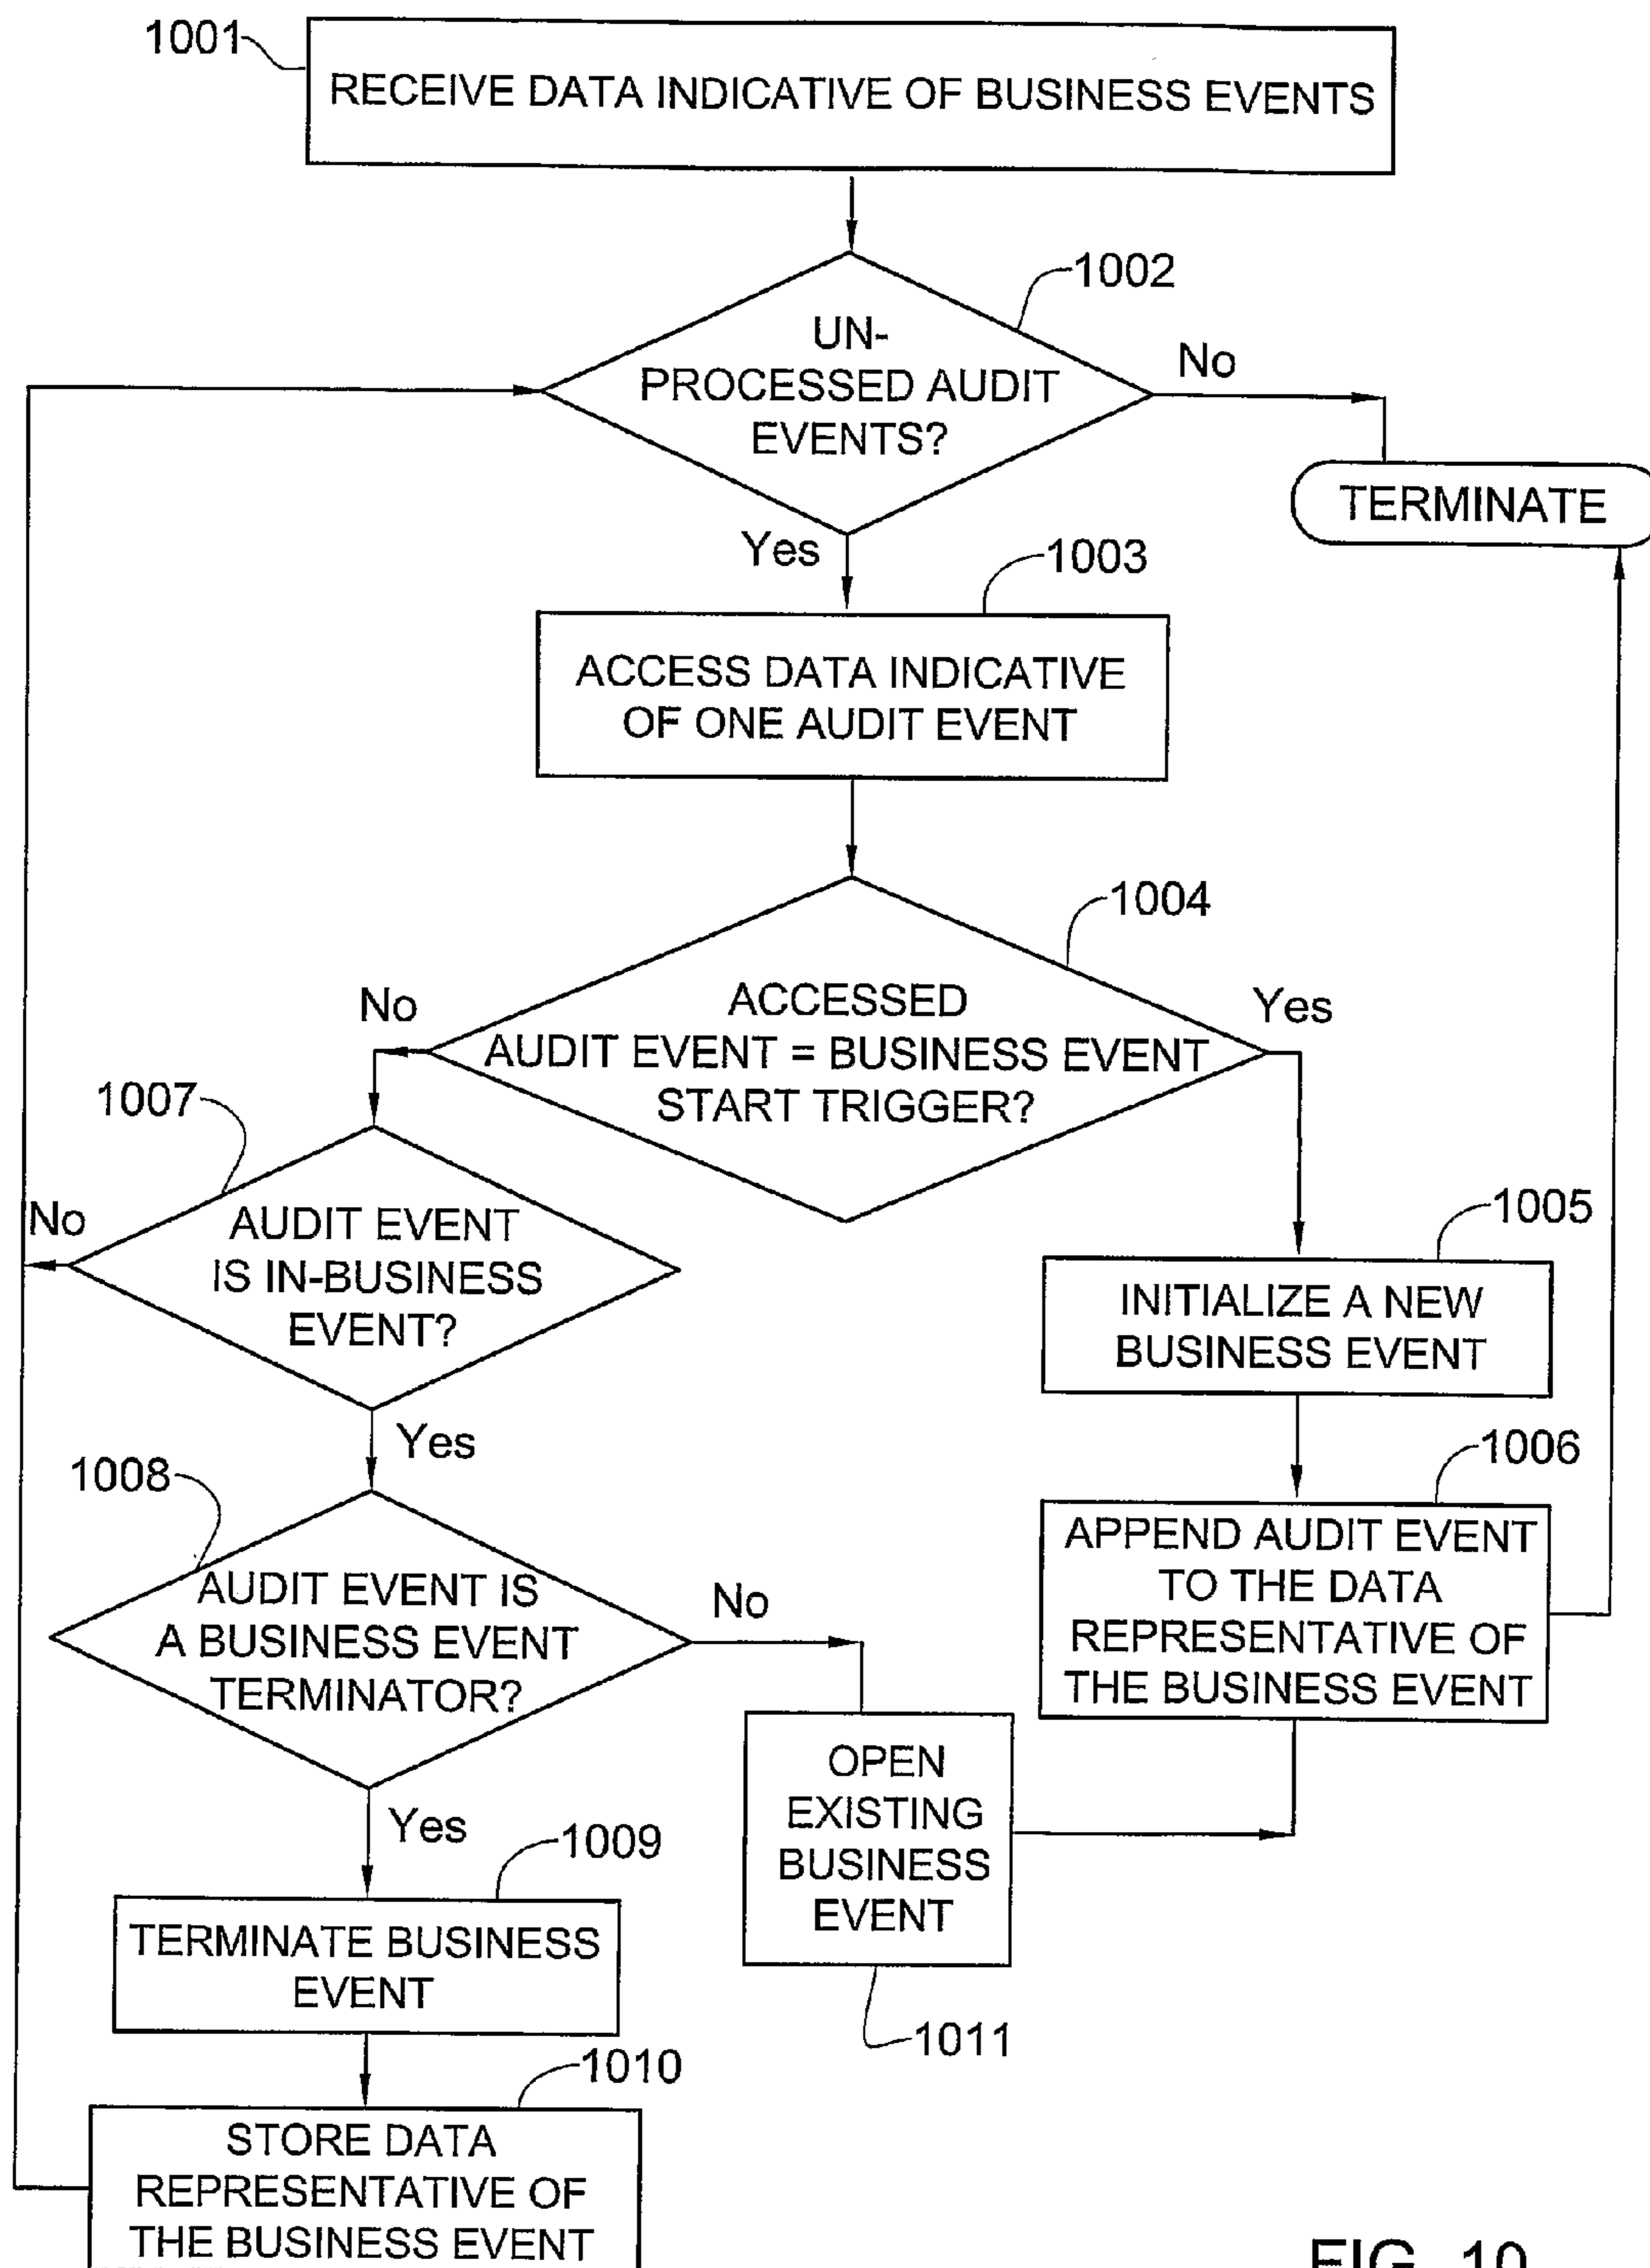 1001
RECEIVE DATA INDICATIVE OF BUSINESS EVENTS
1002
UN-
PROCESSED AUDIT
EVENTS?
No
TERMINATE
Yes
1003
ACCESS DATA INDICATIVE
OF ONE AUDIT EVENT
1004
ACCESSED
AUDIT EVENT = BUSINESS EVENT
START TRIGGER?
No
Yes
1007
AUDIT EVENT
IS IN-BUSINESS
EVENT?
No
Yes
1005
INITIALIZE A NEW
BUSINESS EVENT
1006
APPEND AUDIT EVENT
TO THE DATA
REPRESENTATIVE OF
THE BUSINESS EVENT
1008
AUDIT EVENT IS
A BUSINESS EVENT
TERMINATOR?
No
Yes
OPEN
EXISTING
BUSINESS
EVENT
1011
1009
TERMINATE BUSINESS
EVENT
1010
STORE DATA
REPRESENTATIVE OF
THE BUSINESS EVENT
FIG. 10